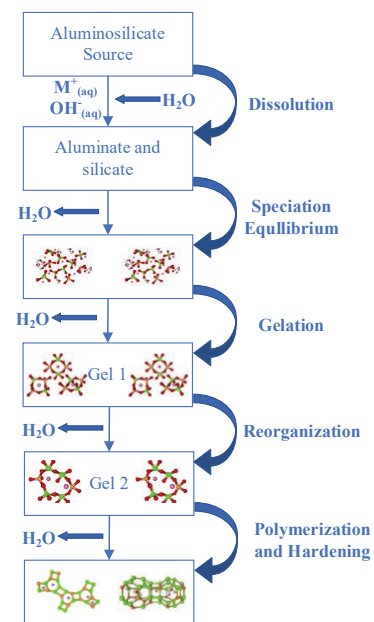 Aluminosilicate
Source
M⁺(aq)
OH⁻(aq)
H₂O
Dissolution
Aluminate and
silicate
H₂O
Speciation
Equllibrium
H₂O
Gelation
Gel 1
H₂O
Reorganization
Gel 2
H₂O
Polymerization
and Hardening